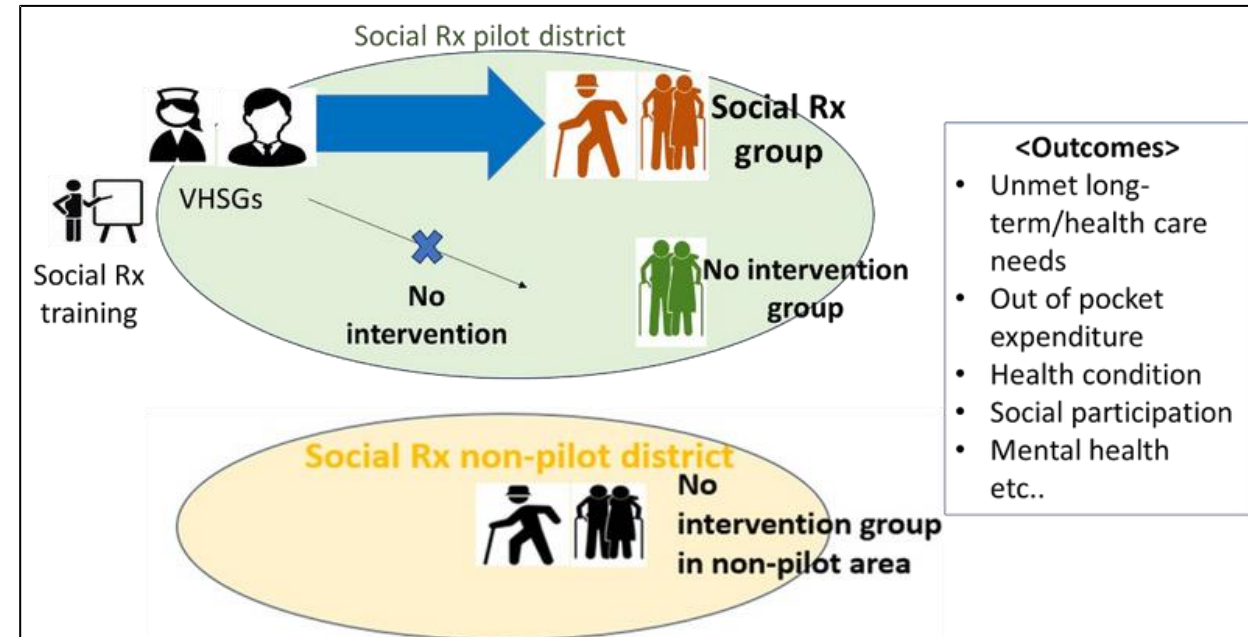 Social Rx pilot district
Social Rx
group
VHSGs
Social Rx
training
No
intervention
No intervention
group
<Outcomes>
• Unmet long-
term/health care
needs
• Out of pocket
expenditure
• Health condition
• Social participation
• Mental health
etc..
Social Rx non-pilot district
No
intervention group
in non-pilot area